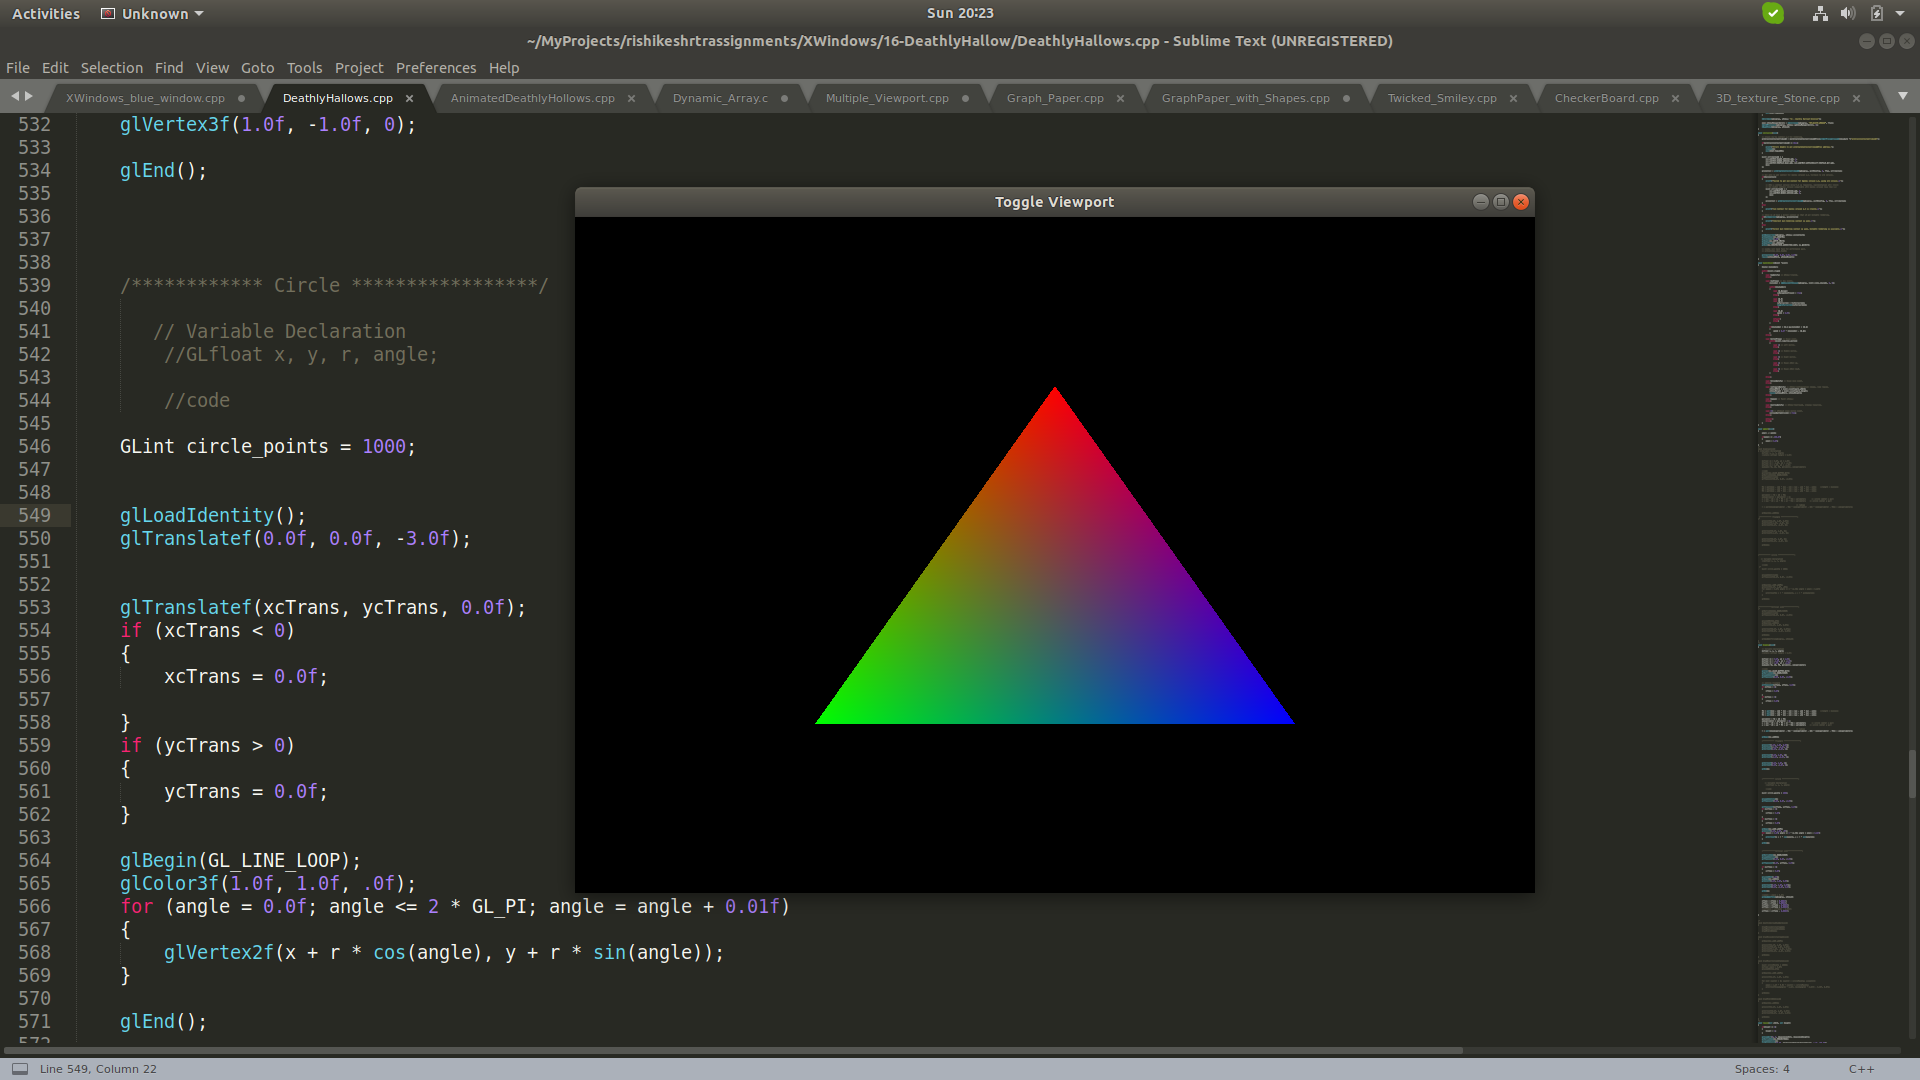 Activities Unknown Sun 20:23
~/MyProjects/rishikeshrtrassignments/XWindows/16-DeathlyHallow/DeathlyHallows.cpp - Sublime Text (UNREGISTERED)
File Edit Selection Find View Goto Tools Project Preferences Help
XWindows_blue_window.cpp DeathlyHallows.cpp AnimatedDeathlyHollows.cpp Dynamic_Array.c Multiple_Viewport.cpp Graph_Paper.cpp GraphPaper_with_Shapes.cpp Twicked_Smiley.cpp CheckerBoard.cpp 3D_texture_Stone.cpp
532 glVertex3f(1.0f, -1.0f, 0);
533
534 glEnd();
535
Toggle Viewport
536
537
538
539 /************ Circle *****************/
540
541 // Variable Declaration
542 //GLfloat x, y, r, angle;
543
544 //code
545
546 GLint circle_points = 1000;
547
548
549 glLoadIdentity();
550 glTranslatef(0.0f, 0.0f, -3.0f);
551
552
553 glTranslatef(xcTrans, ycTrans, 0.0f);
554 if (xcTrans < 0)
555 {
556 xcTrans = 0.0f;
557
558 }
559 if (ycTrans > 0)
560 {
561 ycTrans = 0.0f;
562 }
563
564 glBegin(GL_LINE_LOOP);
565 glColor3f(1.0f, 1.0f, .0f);
566 for (angle = 0.0f; angle <= 2 * GL_PI; angle = angle + 0.01f)
567 {
568 glVertex2f(x + r * cos(angle), y + r * sin(angle));
569 }
570
571 glEnd();
572
Line 549, Column 22 Spaces: 4 C++